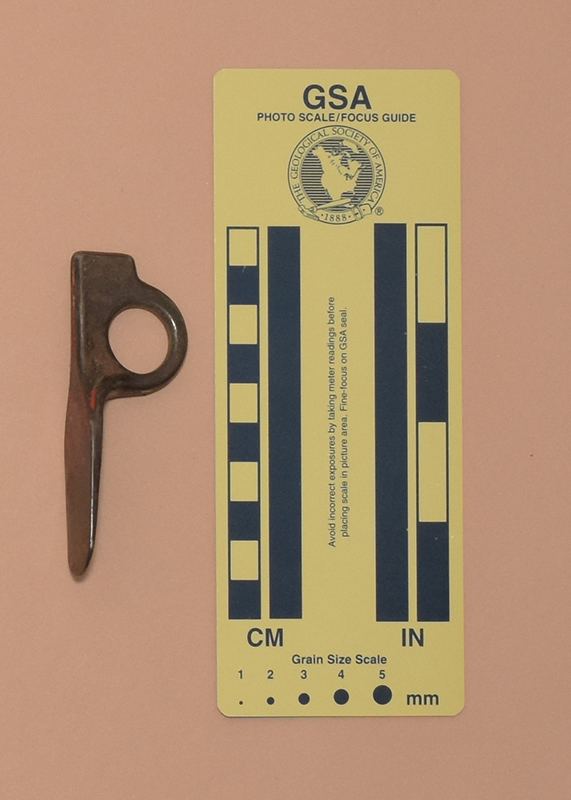 GSA
PHOTO SCALE/FOCUS GUIDE
THE GEOLOGICAL SOCIETY OF AMERICA
1888
®
Avoid incorrect exposures by taking meter readings before
placing scale in picture area. Fine-focus on GSA seal.
CM IN
Grain Size Scale
1 2 3 4 5
mm